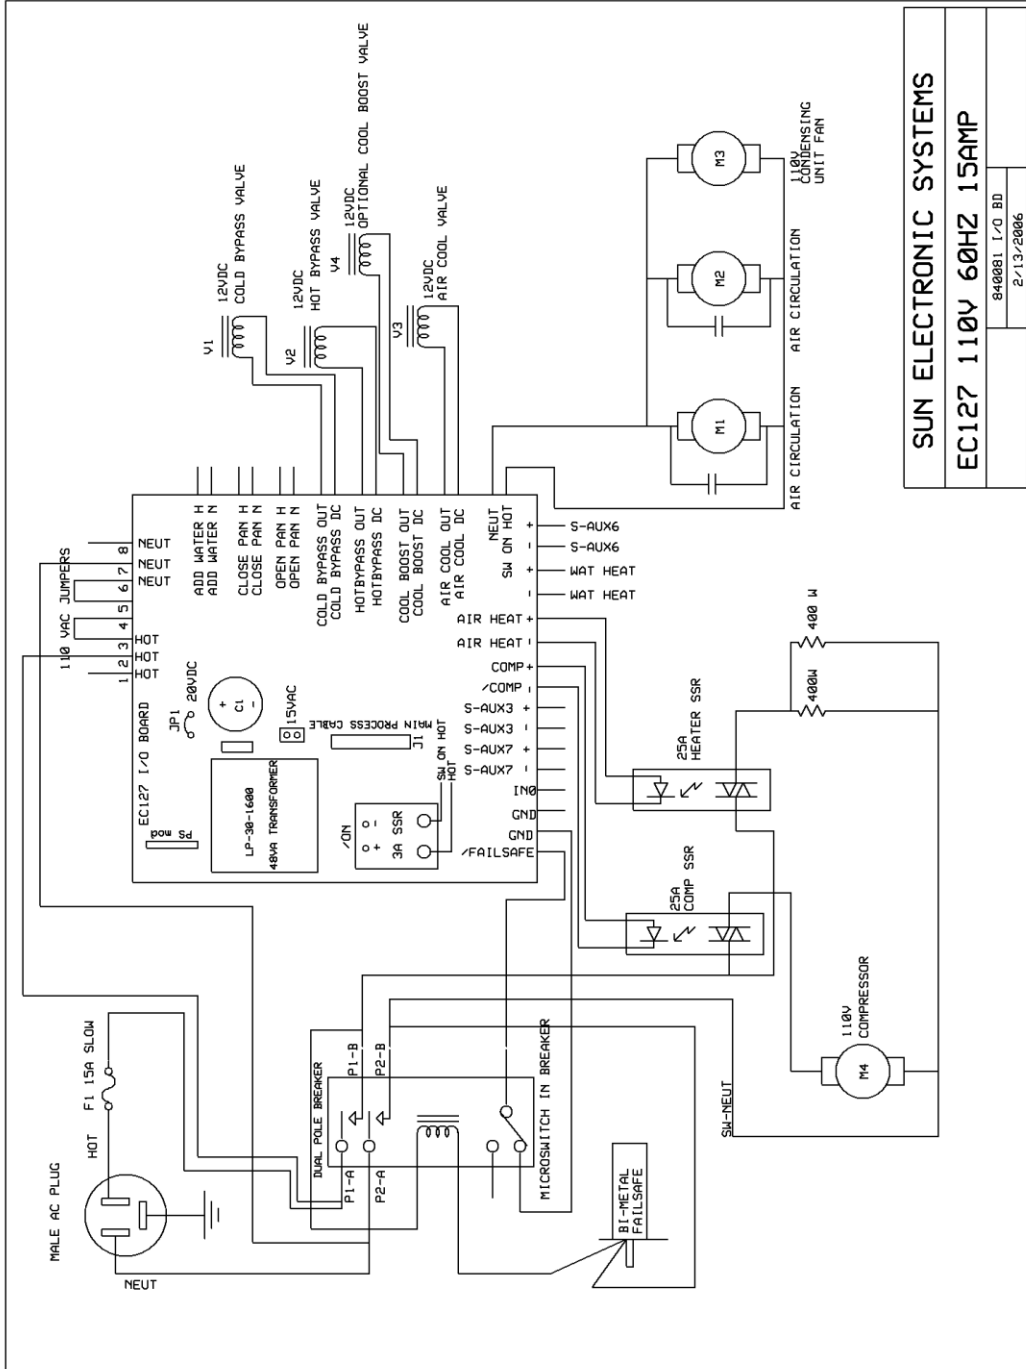 SUN ELECTRONIC SYSTEMS
EC127 110V 60HZ 15AMP
840081 I/O BD
2/13/2006
MALE AC PLUG
HOT
F1 15A SLOW
NEUT
DUAL POLE BREAKER
P1-A
P1-B
P2-A
P2-B
MICROSWITCH IN BREAKER
BI-METAL
FAILSAFE
SW-NEUT
110V
COMPRESSOR
M4
25A
COMP SSR
25A
HEATER SSR
400W
400 W
EC127 I/O BOARD
110 VAC JUMPERS
1
2
3
4
5
6
7
8
HOT
HOT
HOT
NEUT
NEUT
NEUT
JP1
20VDC
+
C1
-
15VAC
PS mod
LP-30-1600
48VA TRANSFORMER
MAIN PROCESS CABLE
J1
/ON
+
-
3A SSR
SW ON HOT
HOT
ADD WATER H
ADD WATER N
CLOSE PAN H
CLOSE PAN N
OPEN PAN H
OPEN PAN N
COLD BYPASS OUT
COLD BYPASS DC
HOTBYPASS OUT
HOTBYPASS DC
COOL BOOST OUT
COOL BOOST DC
AIR COOL OUT
AIR COOL DC
NEUT
SW ON HOT
+
-
+
-
S-AUX6
S-AUX6
WAT HEAT
WAT HEAT
AIR HEAT +
AIR HEAT -
COMP +
/COMP -
S-AUX3 +
S-AUX3 -
S-AUX7 +
S-AUX7 -
IN0
GND
GND
/FAILSAFE
V1
12VDC
COLD BYPASS VALVE
V2
12VDC
HOT BYPASS VALVE
V4
12VDC
OPTIONAL COOL BOOST VALVE
V3
12VDC
AIR COOL VALVE
M1
AIR CIRCULATION
M2
AIR CIRCULATION
M3
110V
CONDENSING
UNIT FAN